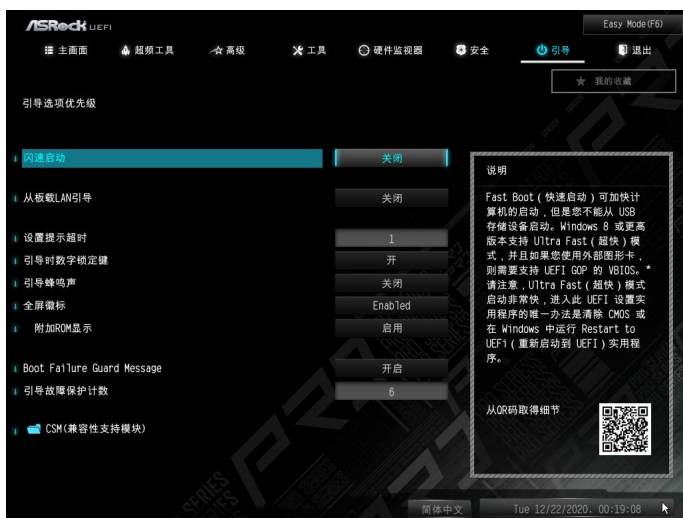 ASRock UEFI
Easy Mode(F6)
主画面 超频工具 高级 工具 硬件监视器 安全 引导 退出
我的收藏
引导选项优先级
闪速启动 关闭
从板载LAN引导 关闭
设置提示超时 1
引导时数字锁定键 开
引导蜂鸣声 关闭
全屏徽标 Enabled
附加ROM显示 启用
Boot Failure Guard Message 开启
引导故障保护计数 6
CSM(兼容性支持模块)
说明
Fast Boot(快速启动)可加快计
算机的启动,但是您不
能从 USB
存储设备启动。Windows 8 或更高
版本支持 Ultra Fast(超快)模
式,并且如果您使用外部图形卡,
则需要支持 UEFI GOP 的 VBIOS。*
请注意,Ultra Fast(超快)模式
启动非常快,进入此 UEFI 设置实
用程序的唯一办法是清除 CMOS 或
在 Windows 中运行 Restart to
UEFi(重新启动到 UEFI)实用程
序。
从QR码取得细节
SERIES
简体中文
Tue 12/22/2020. 00:19:08